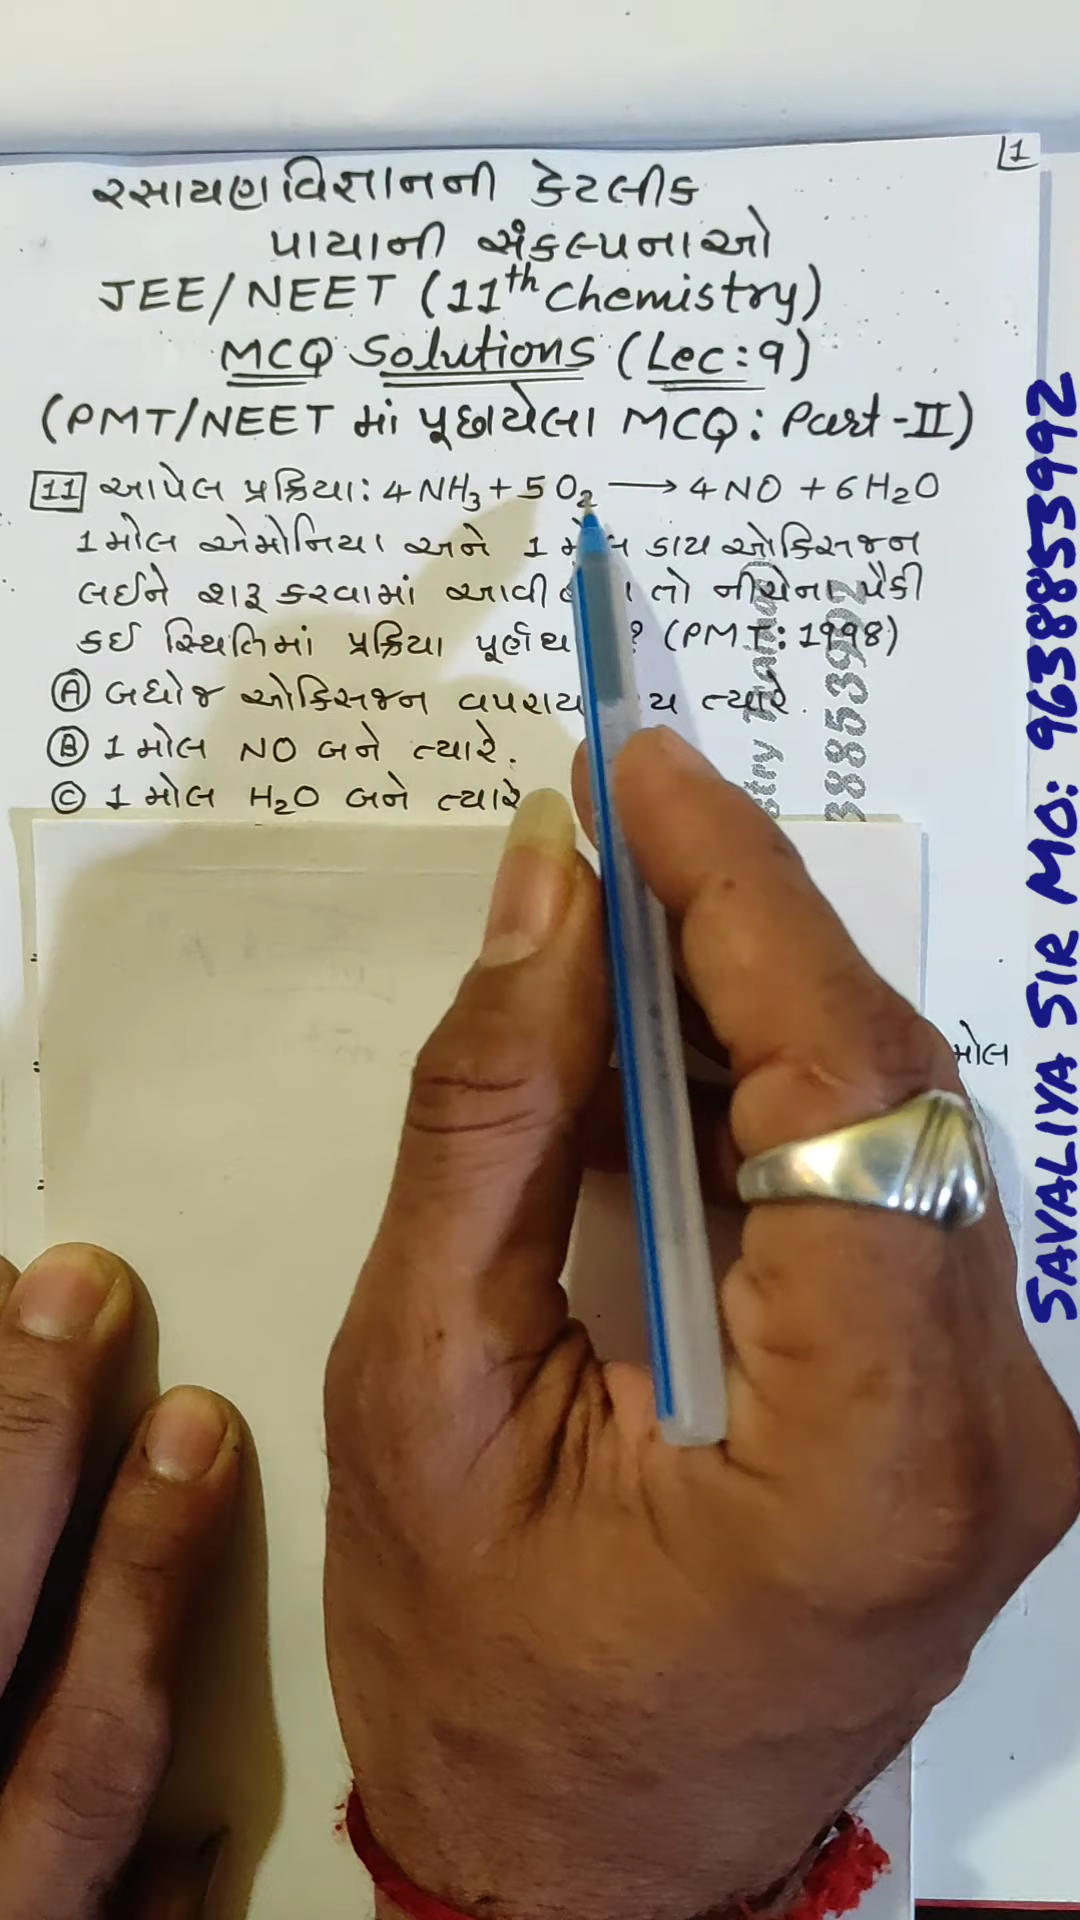 1
રસાયણવિજ્ઞાનની કેટલીક
પાયાની સંકલ્પનાઓ
JEE/NEET (11th Chemistry)
MCQ Solutions (Lec:9)
(PMT/NEET માં પૂછાયેલા MCQ: Part-II)
11 આપેલ પ્રક્રિયા: 4NH₃ + 5O₂ ⟶ 4NO + 6H₂O
1 મોલ એમોનિયા અને 1 ડાય ઓક્સિજન
લઈને શરૂ કરવામાં આવી તો નીચેના પૈકી
કઈ સ્થિતિમાં પ્રક્રિયા પૂર્ણ ? (PMT: 1998)
(A) બધોજ ઓક્સિજન ત્યારે.
(B) 1 મોલ NO બને ત્યારે.
(C) 1 મોલ H₂O બને ત્યારે
મોલ
SAVALIYA SIR MO: 9638853992